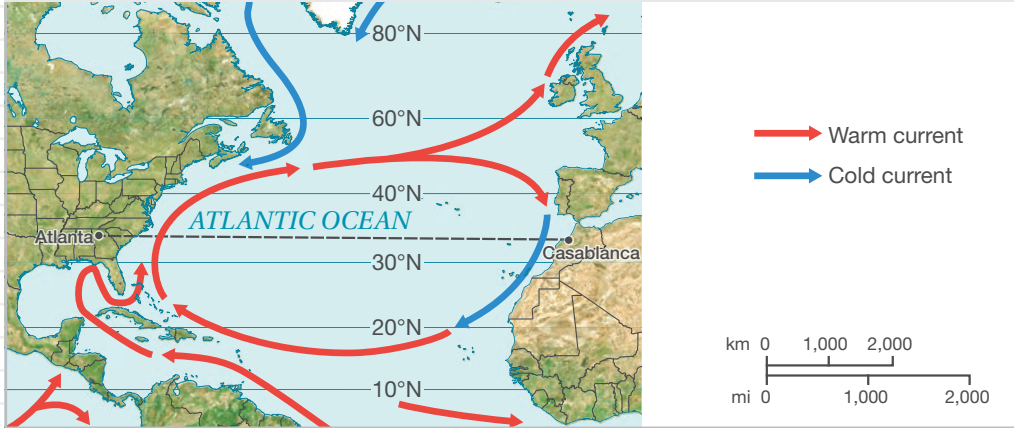 80°N
60°N
40°N
ATLANTIC OCEAN
Atlanta
Casablanca
30°N
20°N
10°N
Warm current
Cold current
km 0 1,000 2,000
mi 0 1,000 2,000